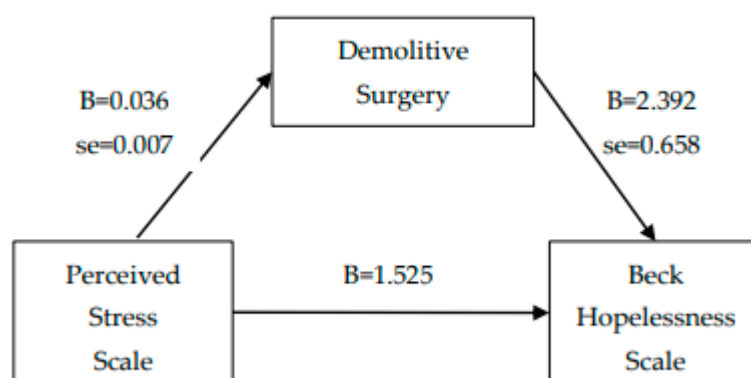 Demolitive
Surgery
B=0.036
se=0.007
B=2.392
se=0.658
Perceived
Stress
Scale
B=1.525
Beck
Hopelessness
Scale